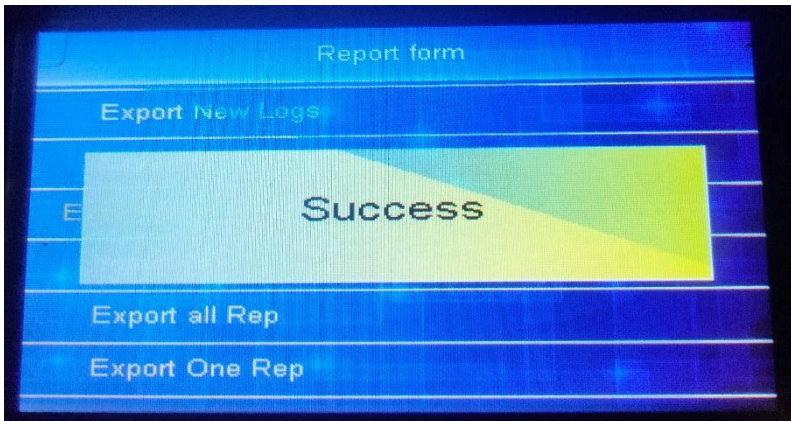 Report form
Export New Logs
Success
Export all Rep
Export One Rep